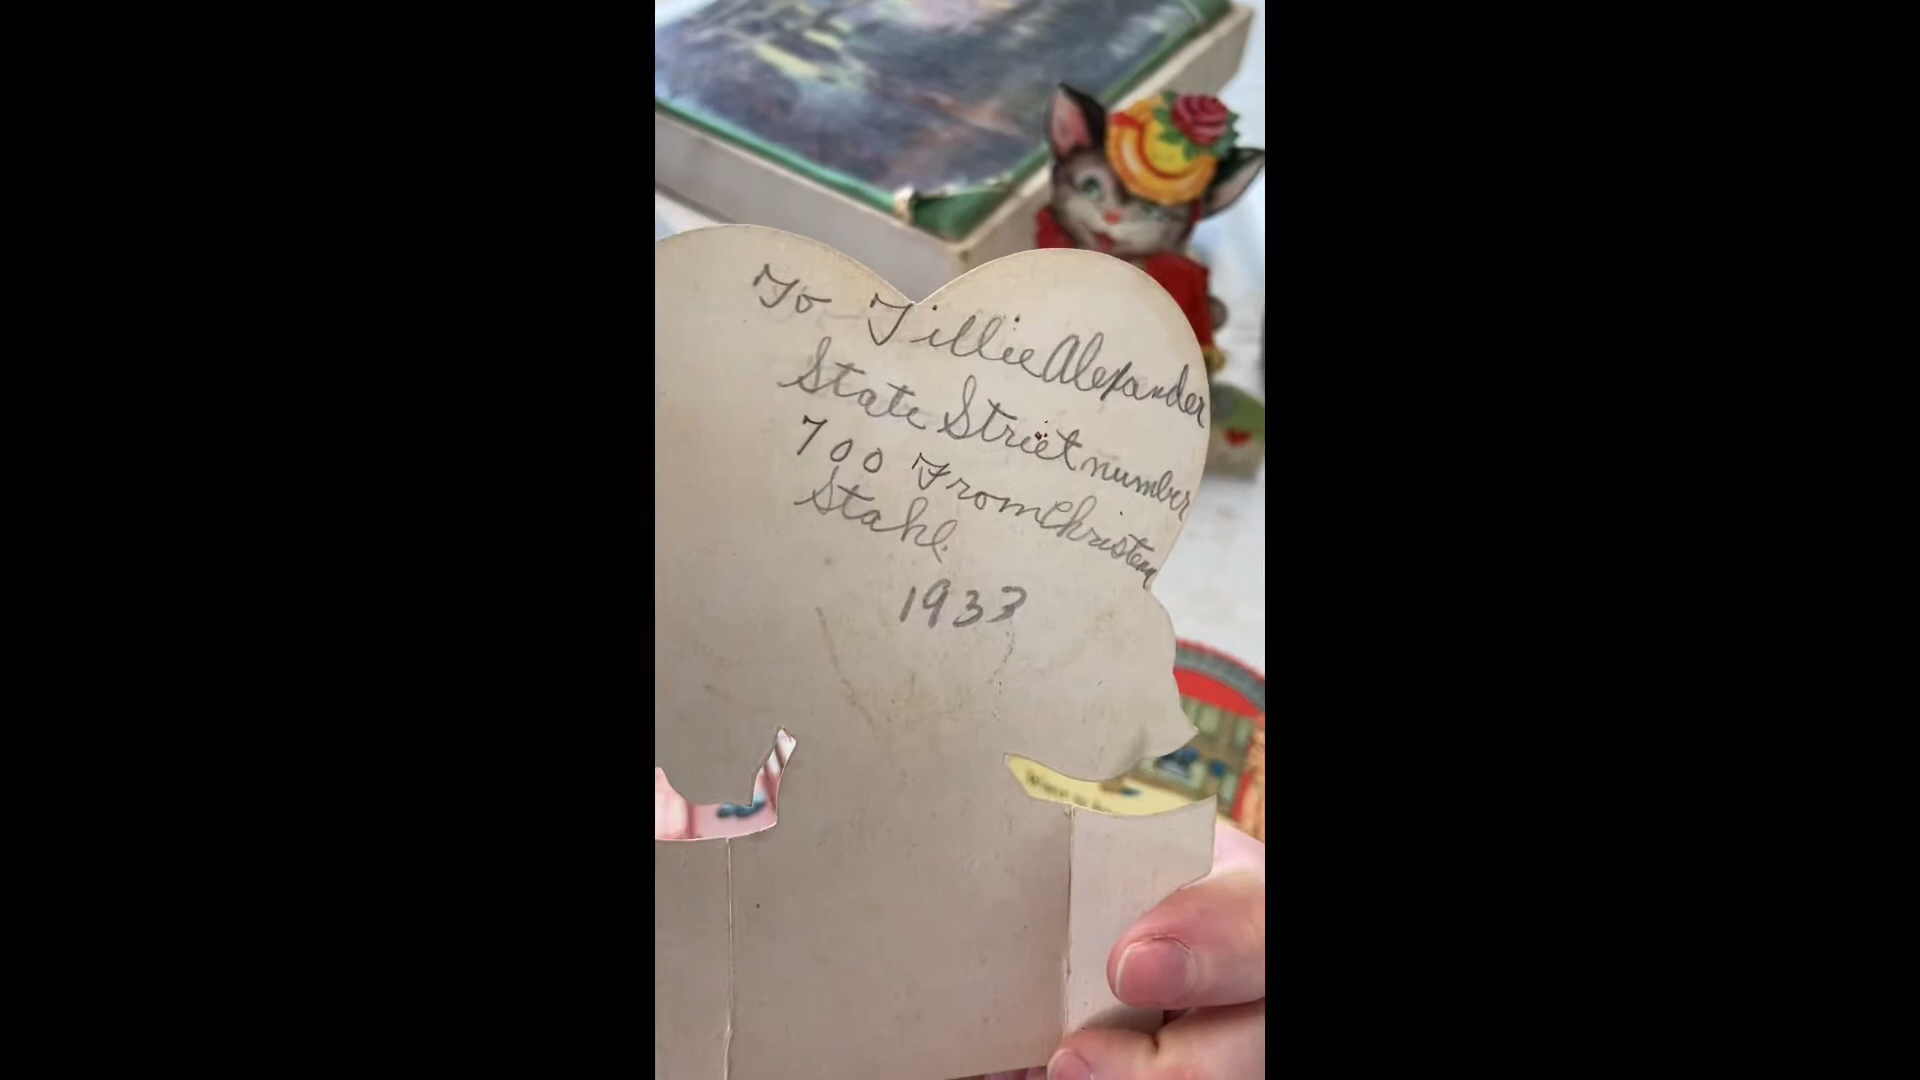 To Tillie Alexander
State Street number
700 From Christen
Stahl
1933